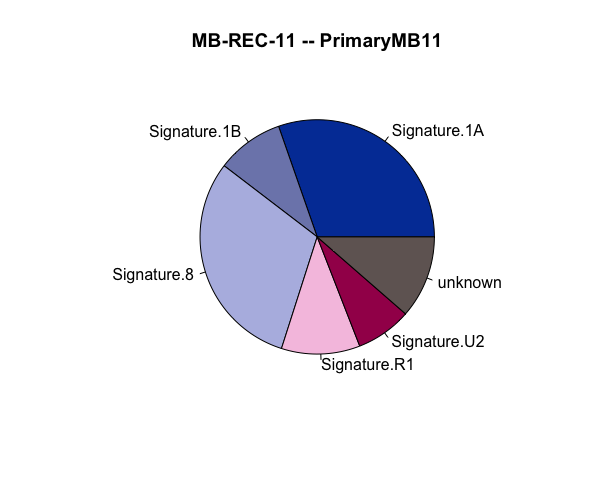 MB-REC-11 -- PrimaryMB11
Signature.1A
Signature.1B
Signature.8
unknown
Signature.U2
Signature.R1